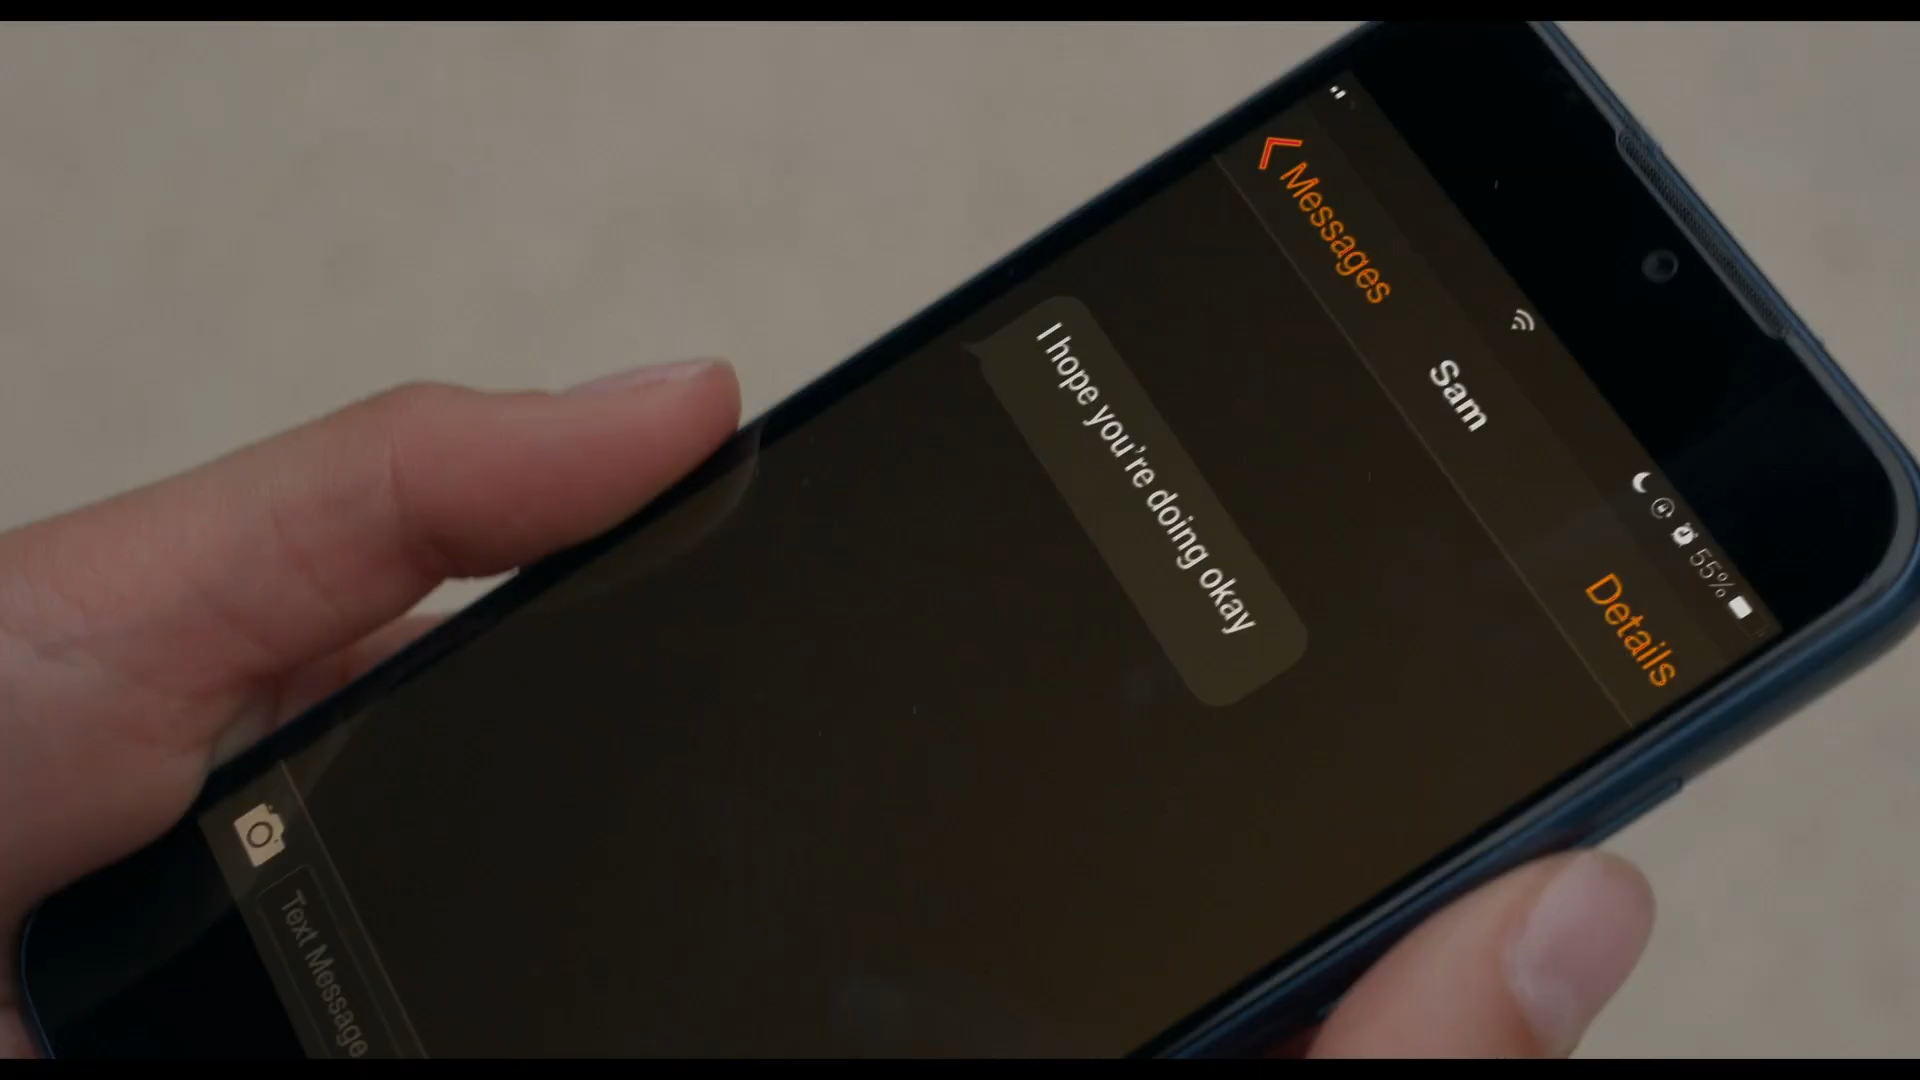 55%
Messages
Sam
Details
I hope you're doing okay
Text Message